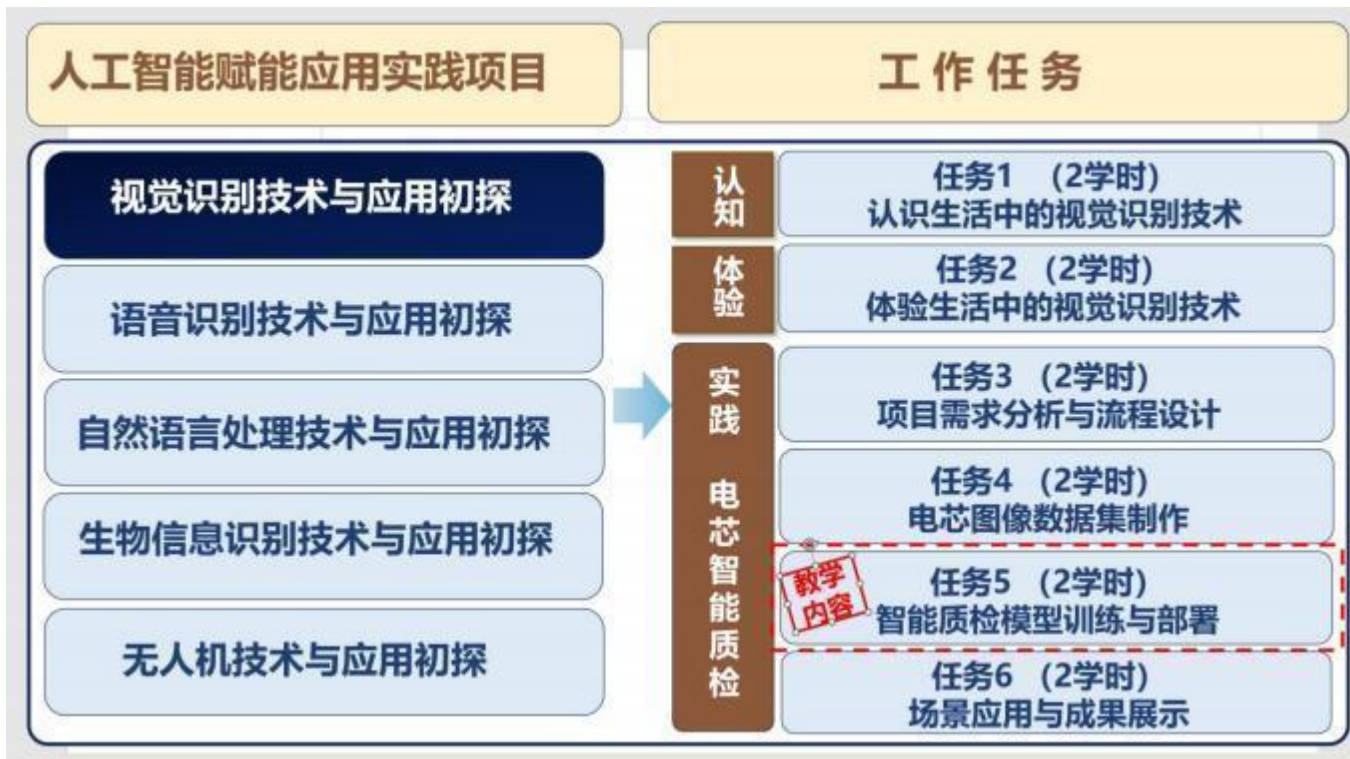 人工智能赋能应用实践项目
工作任务
视觉识别技术与应用初探
语音识别技术与应用初探
自然语言处理技术与应用初探
生物信息识别技术与应用初探
无人机技术与应用初探
认知
任务1 (2学时)
认识生活中的视觉识别技术
体验
任务2 (2学时)
体验生活中的视觉识别技术
实践 电芯智能质检
任务3 (2学时)
项目需求分析与流程设计
任务4 (2学时)
电芯图像数据集制作
教学
内容
任务5 (2学时)
智能质检模型训练与部署
任务6 (2学时)
场景应用与成果展示